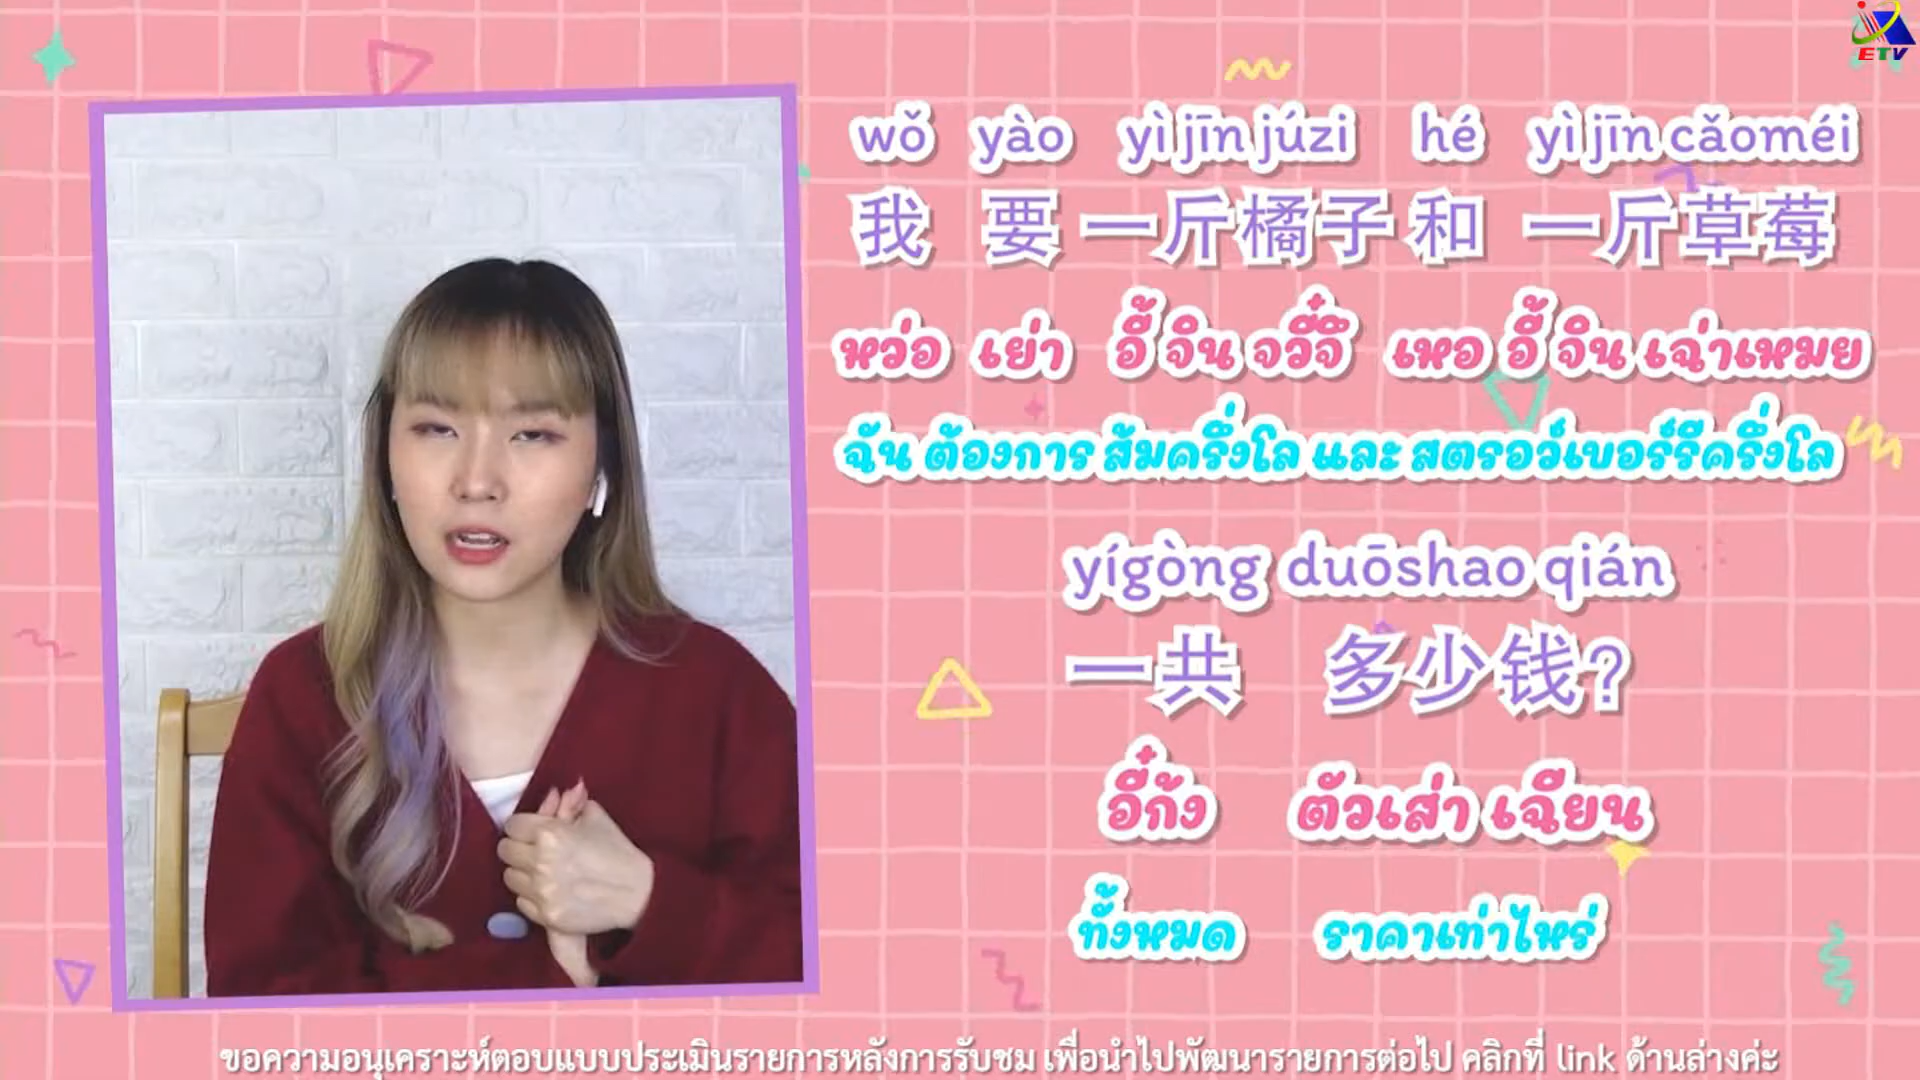 ETV
wǒ yào yì jīn júzi hé yì jīn cǎoméi
我 要 一斤橘子 和 一斤草莓
หว่อ เย่า อี้ จิน จวี๋จึ เหอ อี้ จิน เฉ่าเหมย
ฉัน ต้องการ ส้มครึ่งโล และ สตรอว์เบอร์รีครึ่งโล
yígòng duōshao qián
一共 多少钱?
อี๋ก้ง ตัวเส่า เฉียน
ทั้งหมด ราคาเท่าไหร่
ขอความอนุเคราะห์ตอบแบบประเมินรายการหลังการรับชม เพื่อนำไปพัฒนารายการต่อไป คลิกที่ link ด้านล่างค่ะ